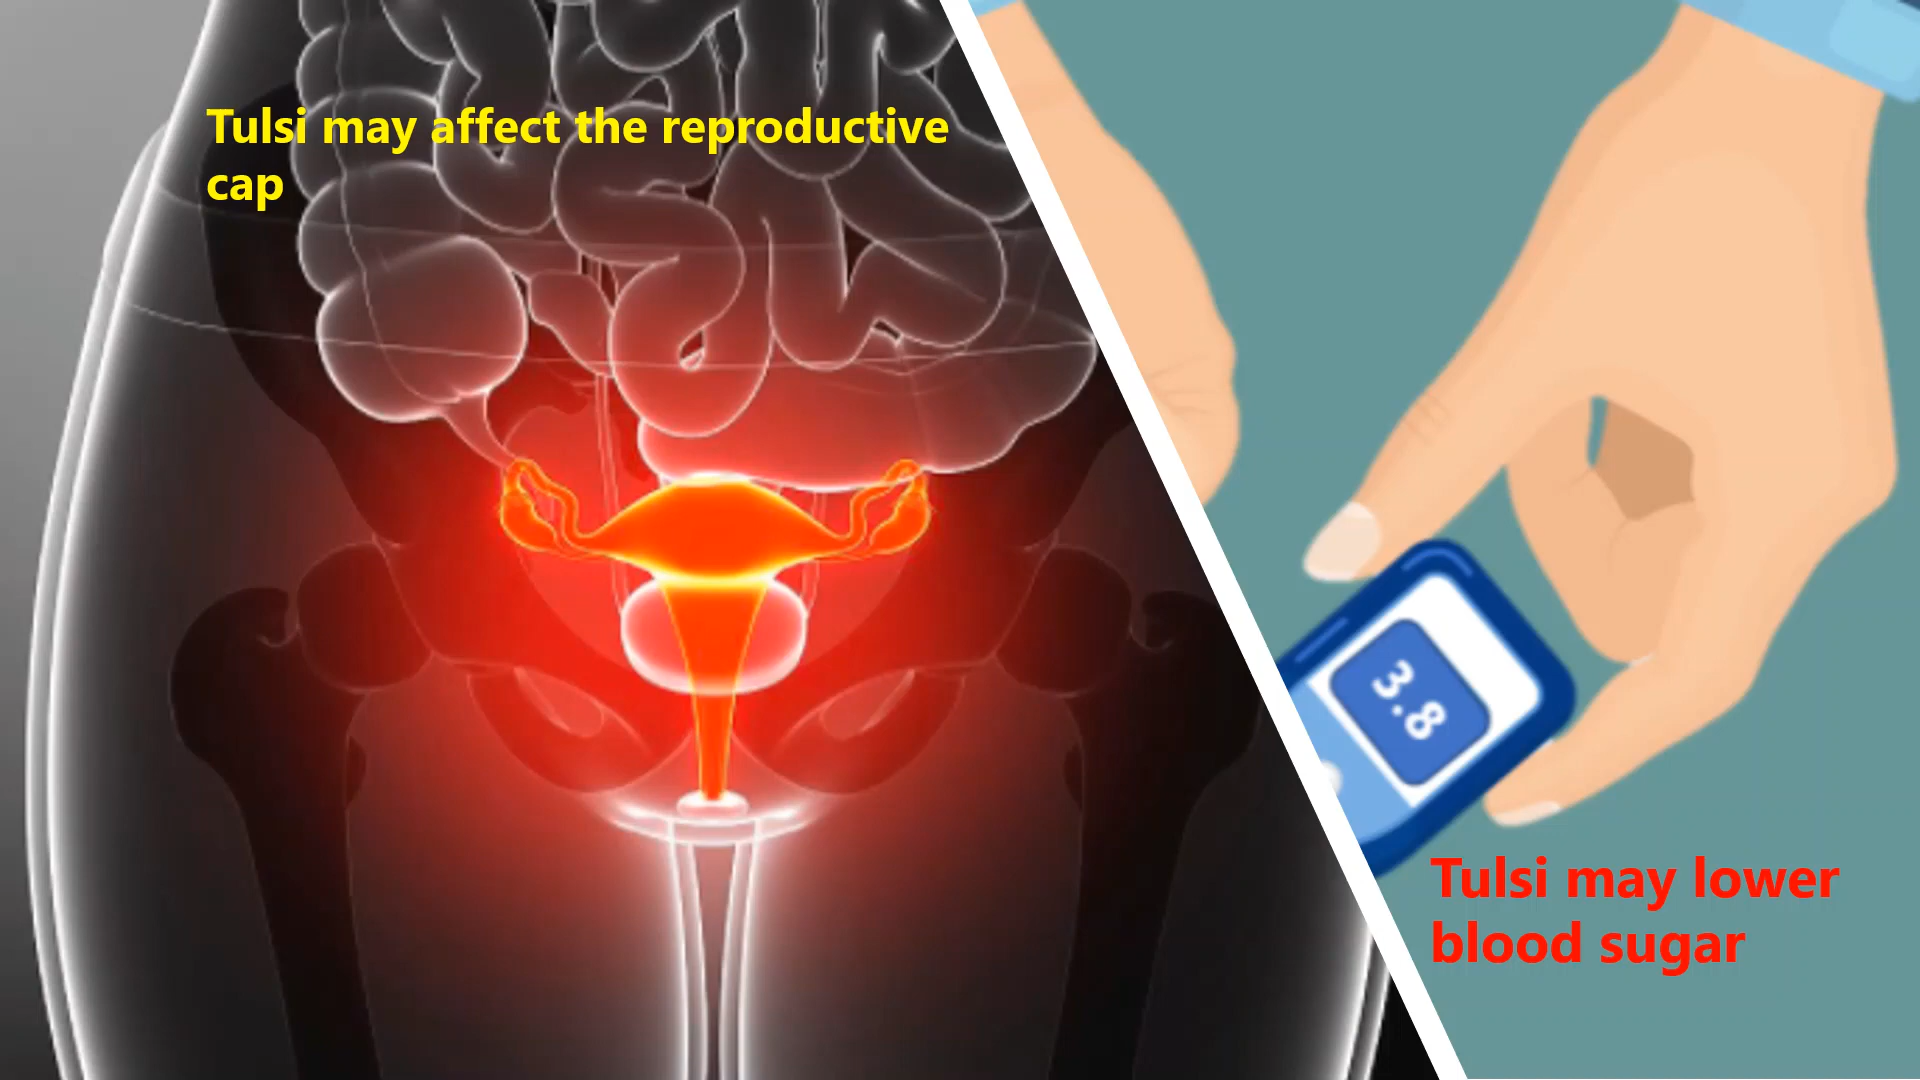 Tulsi may affect the reproductive
cap
3.8
Tulsi may lower
blood sugar